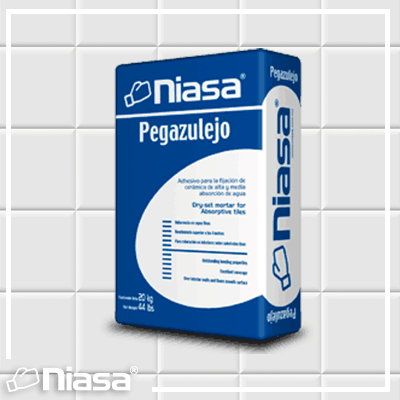 Niasa®
Pegazulejo
Adhesivo para la fijación de
cerámica de alta y media
absorción de agua
Dry-set mortar for
Absorptive tiles
Outstanding bonding properties
Excellent coverage
20 kg
44 lbs
Niasa®
Pegazulejo
Niasa®